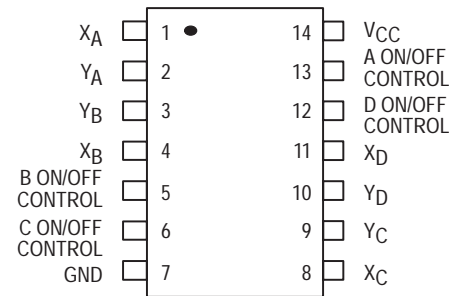 XA 1 14 VCC
YA 2 13 A ON/OFF CONTROL
YB 3 12 D ON/OFF CONTROL
XB 4 11 XD
B ON/OFF CONTROL 5 10 YD
C ON/OFF CONTROL 6 9 YC
GND 7 8 XC